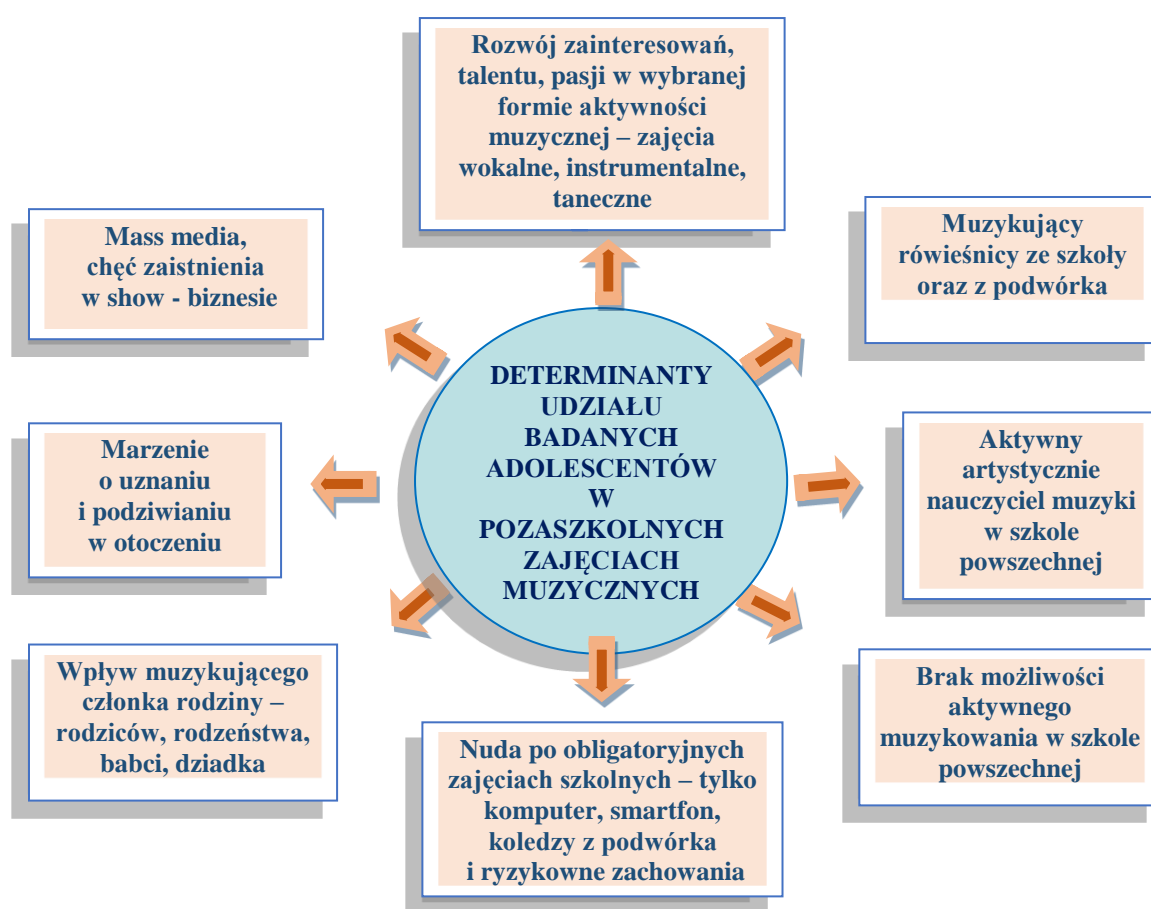 Rozwój zainteresowań,
talentu, pasji w wybranej
formie aktywności
muzycznej – zajęcia
wokalne, instrumentalne,
taneczne
Mass media,
chęć zaistnienia
w show - biznesie
Muzykujący
rówieśnicy ze szkoły
oraz z podwórka
DETERMINANTY
UDZIAŁU
BADANYCH
ADOLESCENTÓW
W
POZASZKOLNYCH
ZAJĘCIACH
MUZYCZNYCH
Marzenie
o uznaniu
i podziwianiu
w otoczeniu
Aktywny
artystycznie
nauczyciel muzyki
w szkole
powszechnej
Wpływ muzykującego
członka rodziny –
rodziców, rodzeństwa,
babci, dziadka
Nuda po obligatoryjnych
zajęciach szkolnych – tylko
komputer, smartfon,
koledzy z podwórka
i ryzykowne zachowania
Brak możliwości
aktywnego
muzykowania w szkole
powszechnej